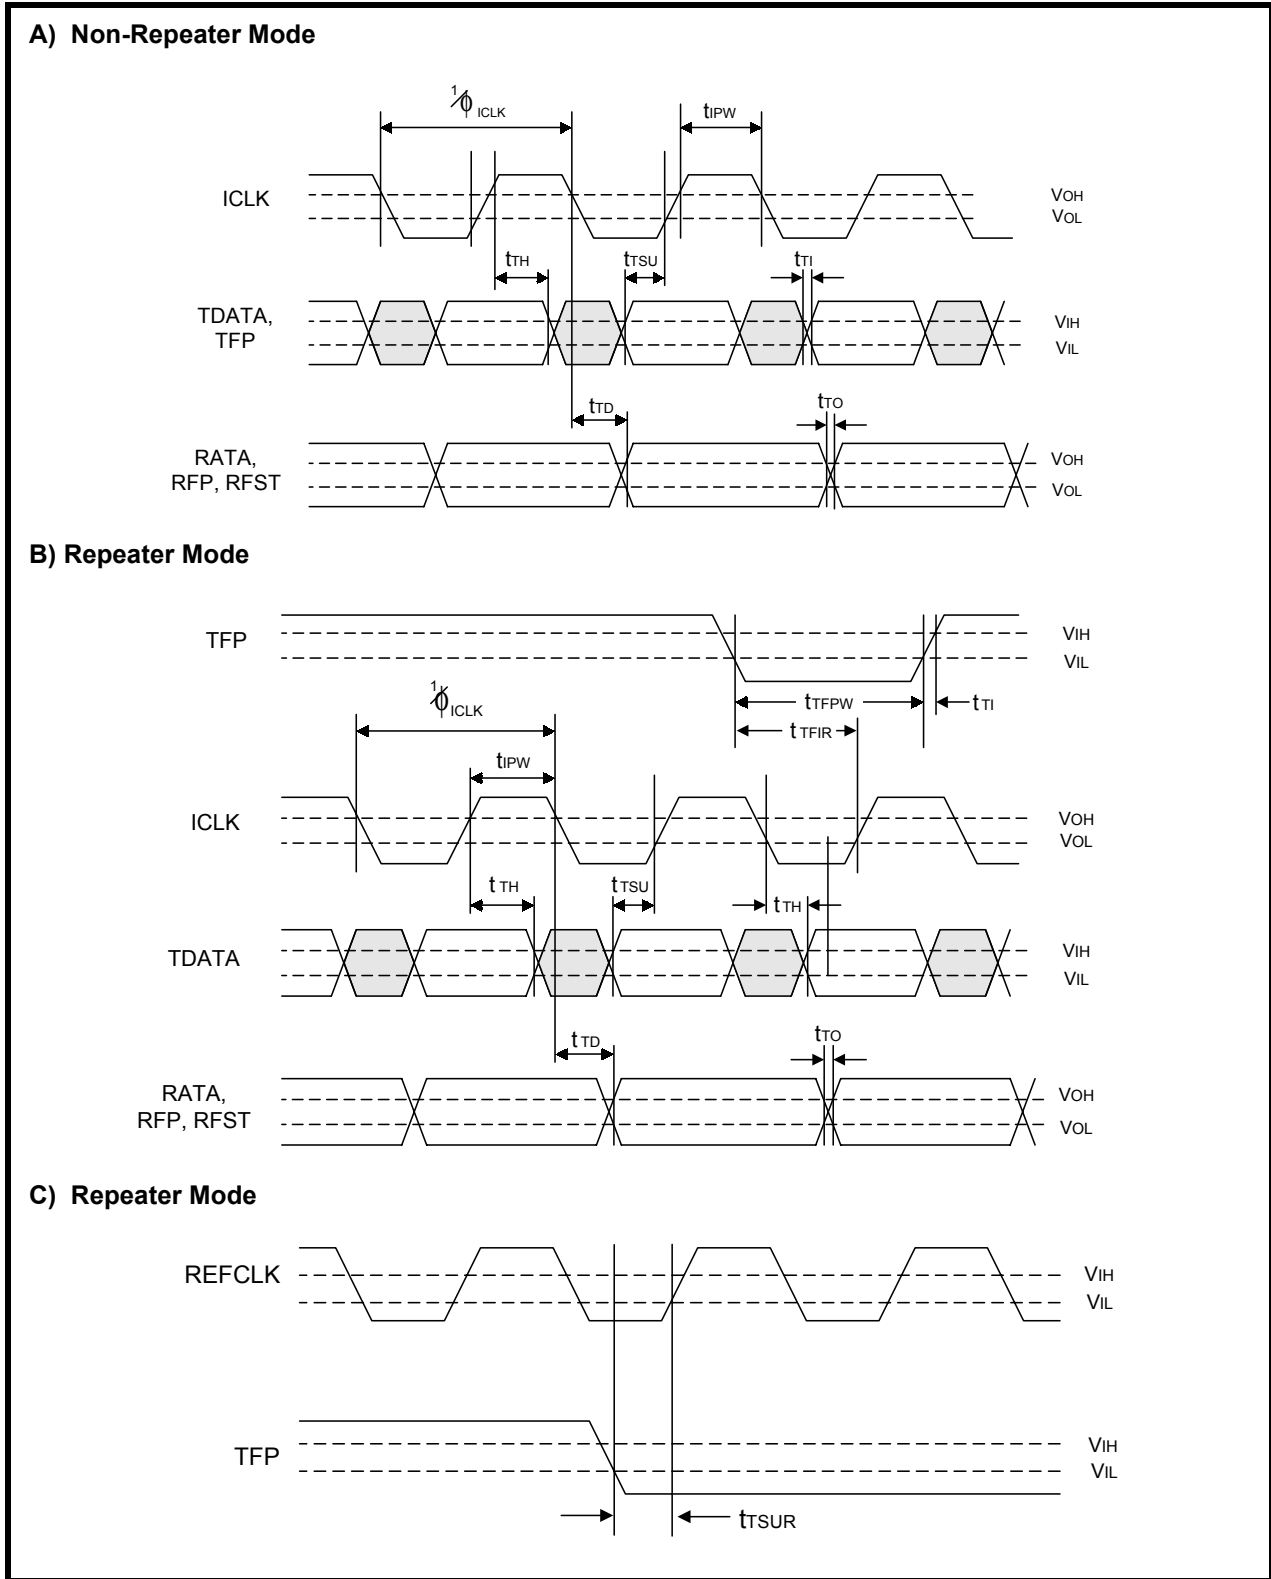 A) Non-Repeater Mode
1/ϕ ICLK
tIPW
ICLK
VOH
VOL
tTH
tTSU
tTI
TDATA,
TFP
VIH
VIL
tTD
tTO
RATA,
RFP, RFST
VOH
VOL
B) Repeater Mode
TFP
VIH
VIL
tTFPW
tTI
1/ϕ ICLK
tTFIR
tIPW
ICLK
VOH
VOL
tTH
tTSU
tTH
TDATA
VIH
VIL
tTD
tTO
RATA,
RFP, RFST
VOH
VOL
C) Repeater Mode
REFCLK
VIH
VIL
TFP
VIH
VIL
tTSUR